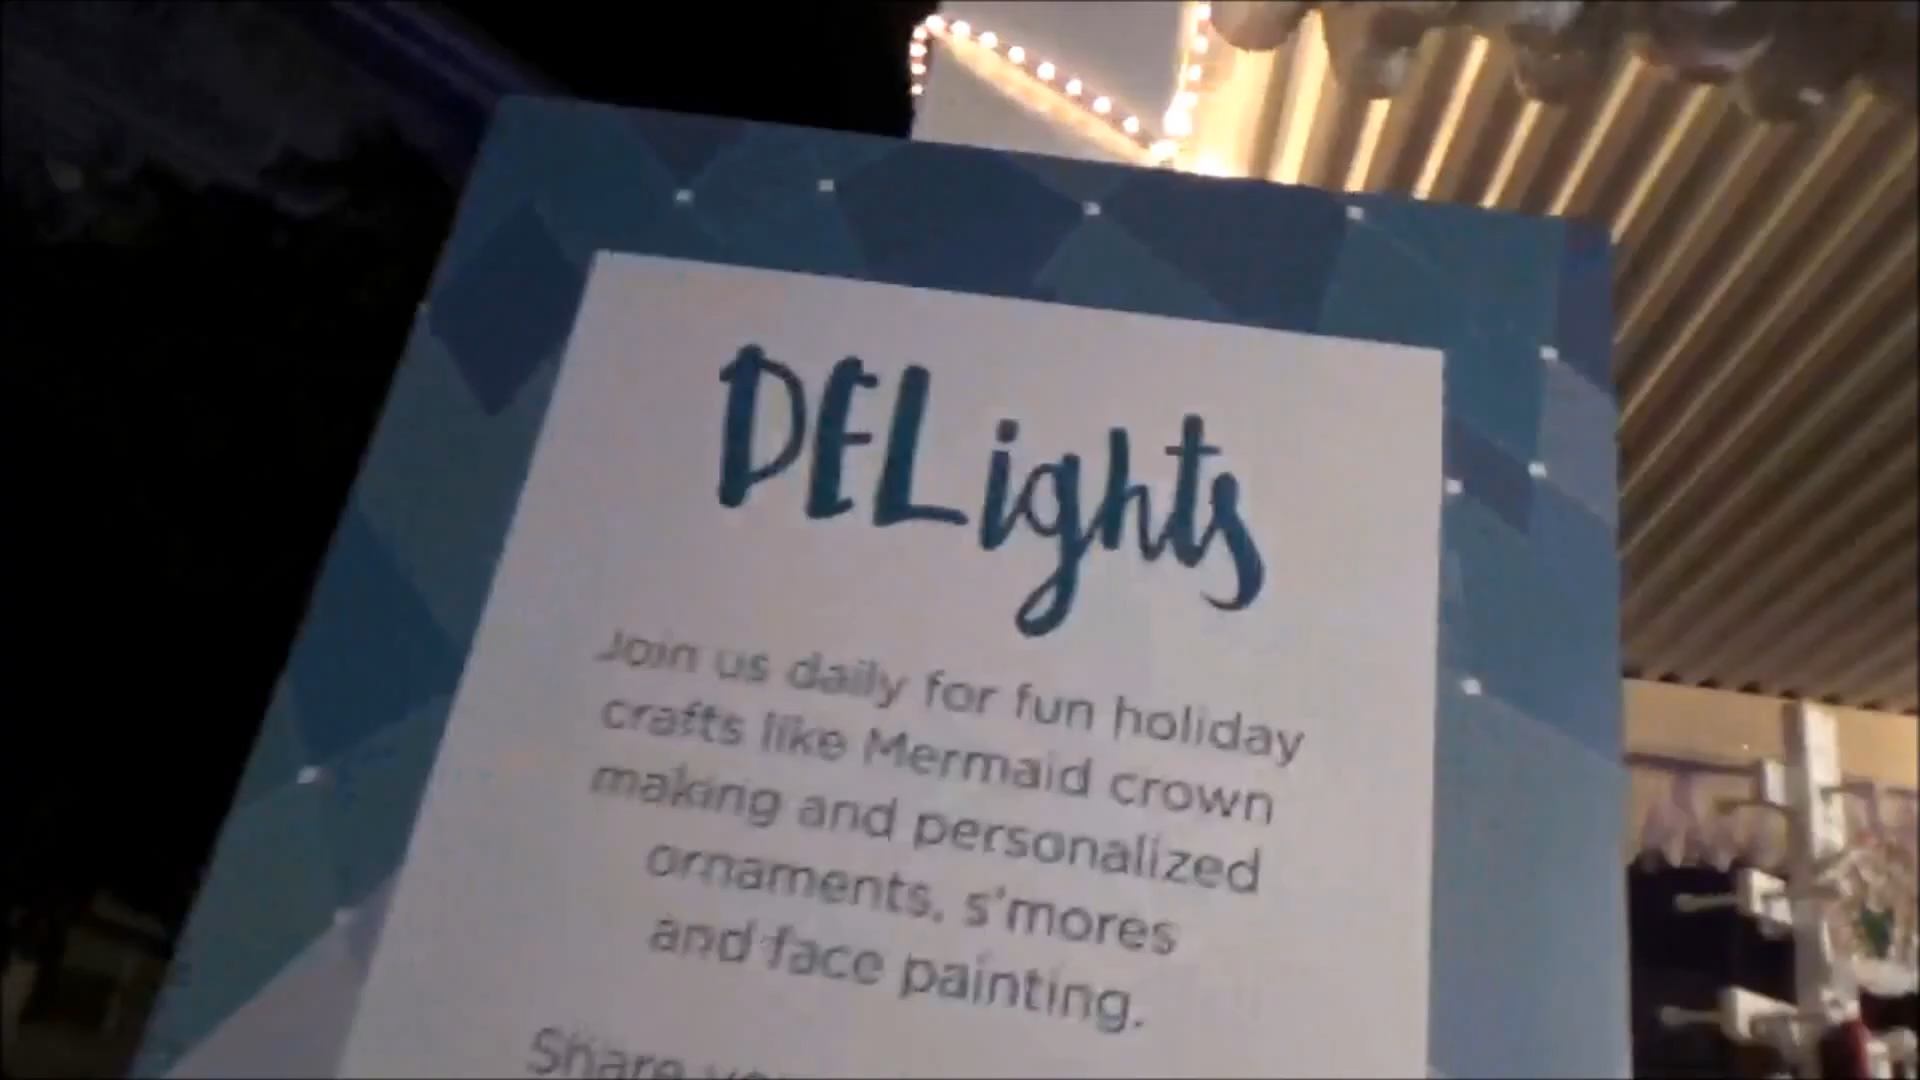 DELights
Join us daily for fun holiday
crafts like Mermaid crown
making and personalized
ornaments, s'mores
and face painting.
Share